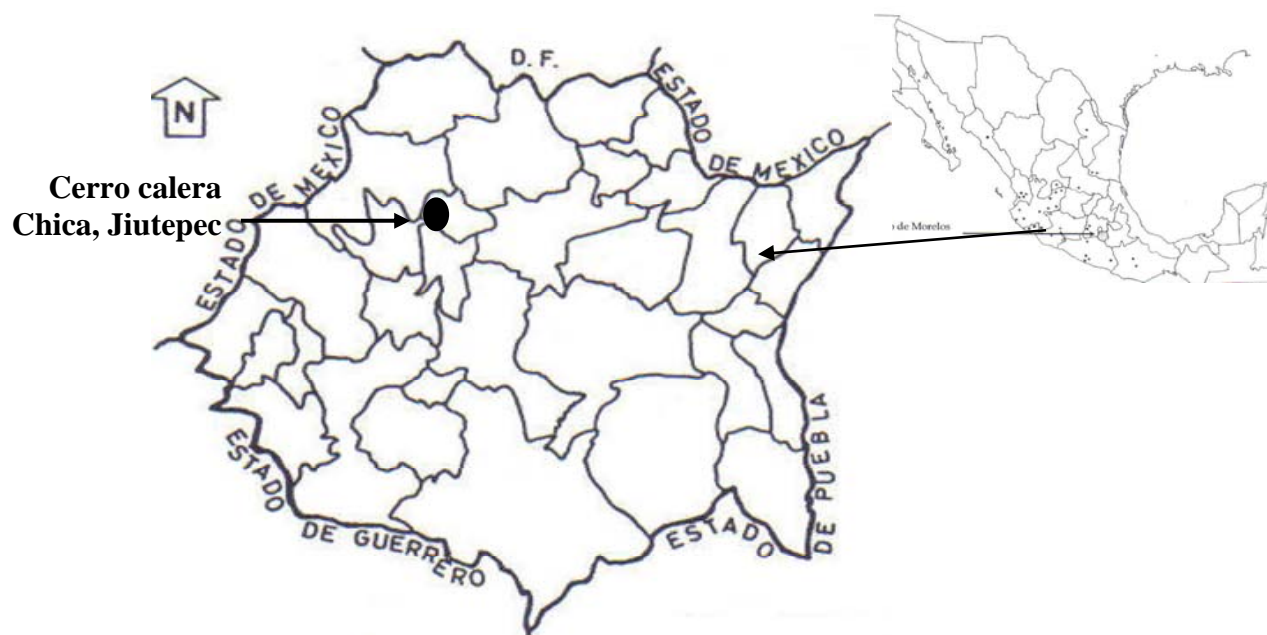 D. F.
ESTADO
DE MEXICO
N
ESTADO DE MEXICO
Cerro calera
Chica, Jiutepec
de Morelos
ESTADO
DE GUERRERO
ESTADO
DE PUEBLA